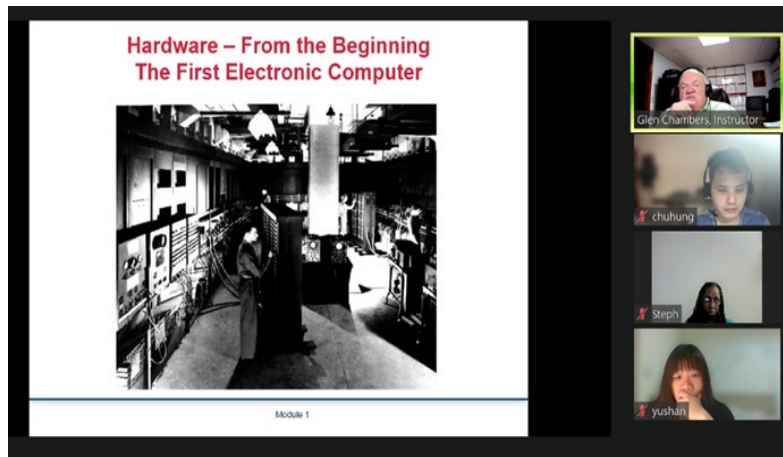 Hardware – From the Beginning
The First Electronic Computer
Module 1
Glen Chambers, Instructor
chuhung
Steph
yushan